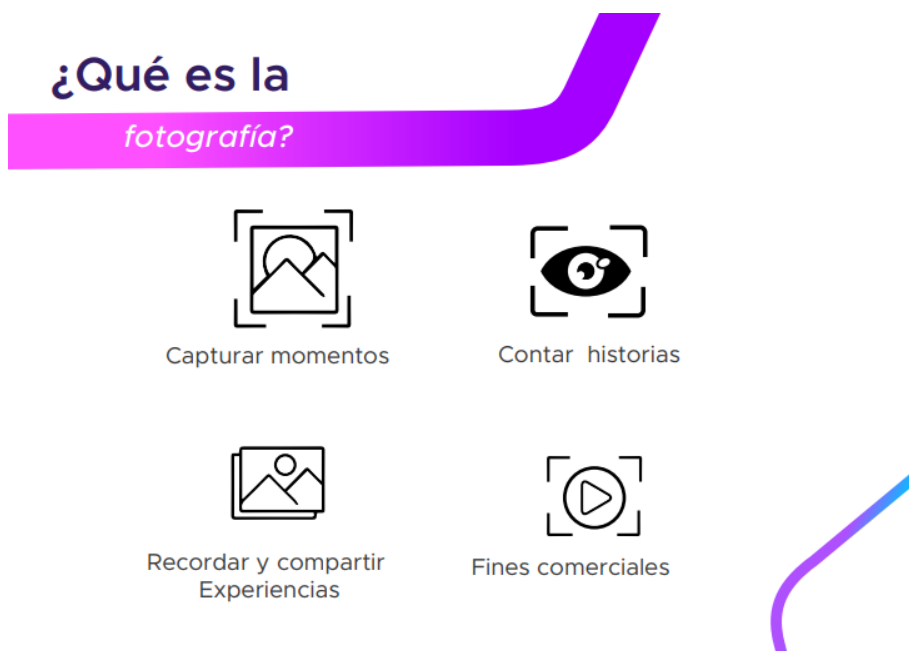 ¿Qué es la
fotografía?
Capturar momentos
Contar historias
Recordar y compartir
Experiencias
Fines comerciales